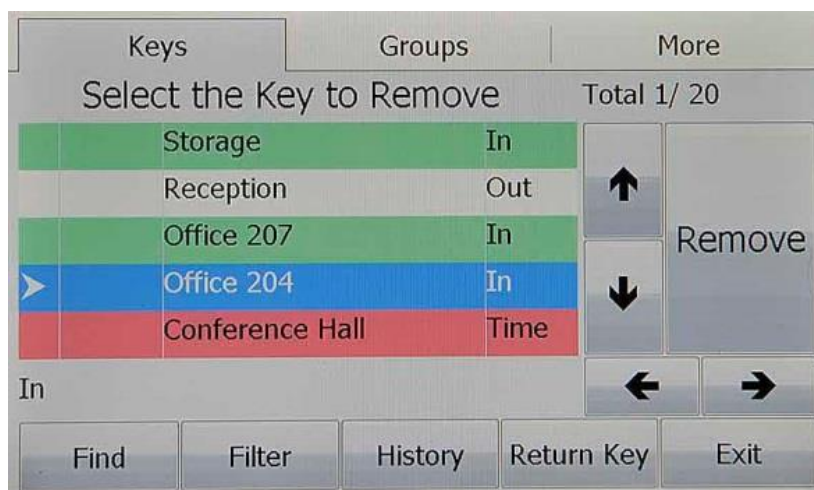 Keys Groups More
Select the Key to Remove Total 1/ 20
Storage In
Reception Out
Office 207 In
Remove
Office 204 In
Conference Hall Time
In
Find Filter History Return Key Exit